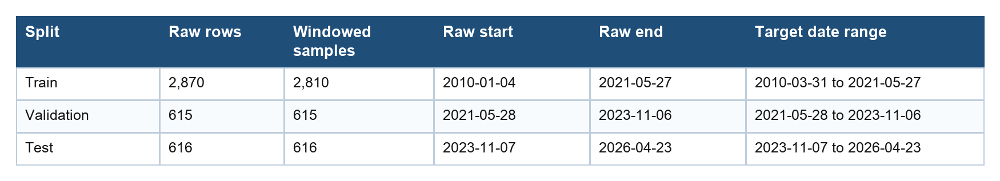 Split Raw rows Windowed samples Raw start Raw end Target date range
Train 2,870 2,810 2010-01-04 2021-05-27 2010-03-31 to 2021-05-27
Validation 615 615 2021-05-28 2023-11-06 2021-05-28 to 2023-11-06
Test 616 616 2023-11-07 2026-04-23 2023-11-07 to 2026-04-23